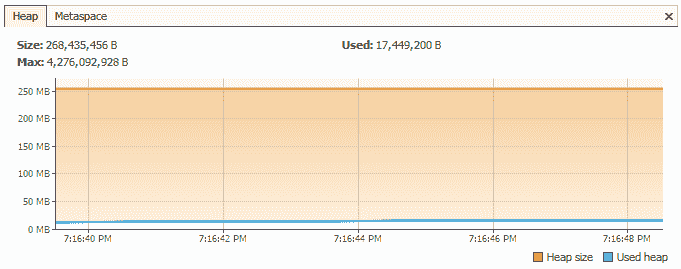 Heap Metaspace ×
Size: 268,435,456 B Used: 17,449,200 B
Max: 4,276,092,928 B
250 MB
200 MB
150 MB
100 MB
50 MB
0 MB
7:16:40 PM 7:16:42 PM 7:16:44 PM 7:16:46 PM 7:16:48 PM
Heap size Used heap